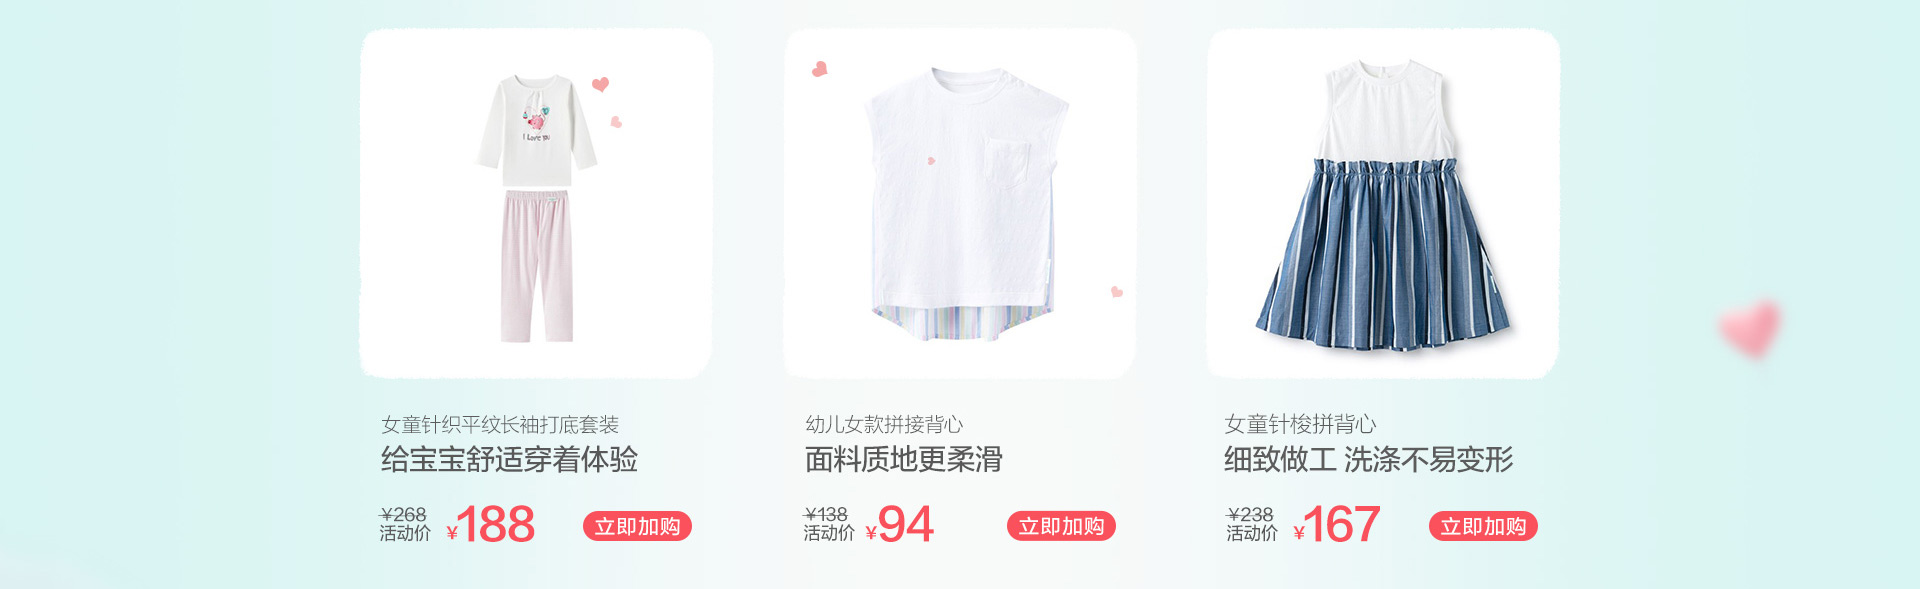 I Love You
女童针织平纹长袖打底套装
给宝宝舒适穿着体验
¥268
活动价 ¥188
立即加购
幼儿女款拼接背心
面料质地更柔滑
¥138
活动价 ¥94
立即加购
女童针梭拼背心
细致做工 洗涤不易变形
¥238
活动价 ¥167
立即加购